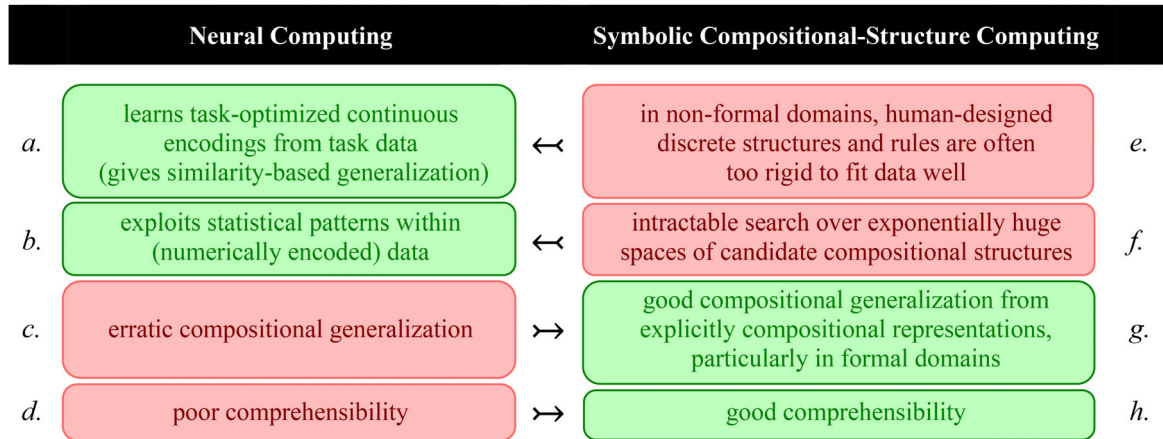 Neural Computing
Symbolic Compositional-Structure Computing
a.
learns task-optimized continuous
encodings from task data
(gives similarity-based generalization)
↢
in non-formal domains, human-designed
discrete structures and rules are often
too rigid to fit data well
e.
b.
exploits statistical patterns within
(numerically encoded) data
↢
intractable search over exponentially huge
spaces of candidate compositional structures
f.
c.
erratic compositional generalization
↣
good compositional generalization from
explicitly compositional representations,
particularly in formal domains
g.
d.
poor comprehensibility
↣
good comprehensibility
h.